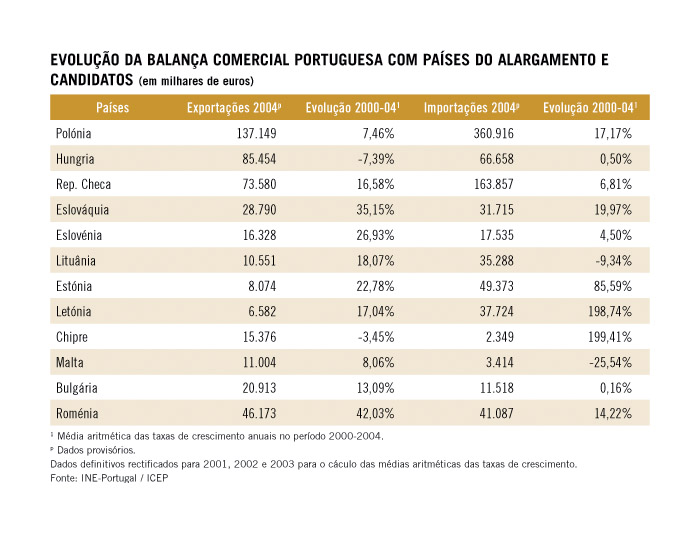 EVOLUÇÃO DA BALANÇA COMERCIAL PORTUGUESA COM PAÍSES DO ALARGAMENTO E
CANDIDATOS (em milhares de euros)
Países Exportações 2004ᵖ Evolução 2000-04¹ Importações 2004ᵖ Evolução 2000-04¹
Polónia 137.149 7,46% 360.916 17,17%
Hungria 85.454 -7,39% 66.658 0,50%
Rep. Checa 73.580 16,58% 163.857 6,81%
Eslováquia 28.790 35,15% 31.715 19,97%
Eslovénia 16.328 26,93% 17.535 4,50%
Lituânia 10.551 18,07% 35.288 -9,34%
Estónia 8.074 22,78% 49.373 85,59%
Letónia 6.582 17,04% 37.724 198,74%
Chipre 15.376 -3,45% 2.349 199,41%
Malta 11.004 8,06% 3.414 -25,54%
Bulgária 20.913 13,09% 11.518 0,16%
Roménia 46.173 42,03% 41.087 14,22%
¹ Média aritmética das taxas de crescimento anuais no período 2000-2004.
ᵖ Dados provisórios.
Dados definitivos rectificados para 2001, 2002 e 2003 para o cáculo das médias aritméticas das taxas de crescimento.
Fonte: INE-Portugal / ICEP